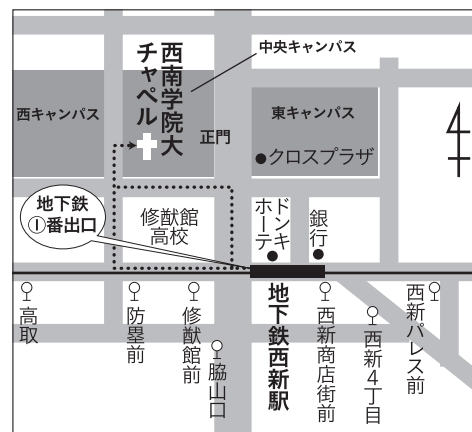 中央キャンパス
西南学院大
チャペル
西キャンパス
正門
東キャンパス
クロスプラザ
地下鉄
①番出口
修猷館
高校
ドンキ
ホーテ
銀行
高取
防塁前
修猷館前
脇山口
地下鉄西新駅
西新商店街前
西新4丁目
西新パレス前